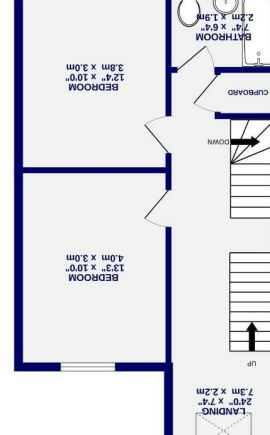 LANDING
24'0" x 7'4"
7.3m x 2.2m
UP
BEDROOM
13'3" x 10'0"
4.0m x 3.0m
DOWN
CUPBOARD
BEDROOM
12'4" x 10'0"
3.8m x 3.0m
BATHROOM
7'4" x 6'4"
2.2m x 1.9m